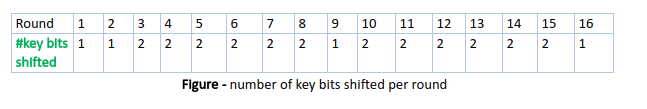 Round 1 2 3 4 5 6 7 8 9 10 11 12 13 14 15 16
#key bits 1 1 2 2 2 2 2 2 1 2 2 2 2 2 2 1
shifted
Figure - number of key bits shifted per round